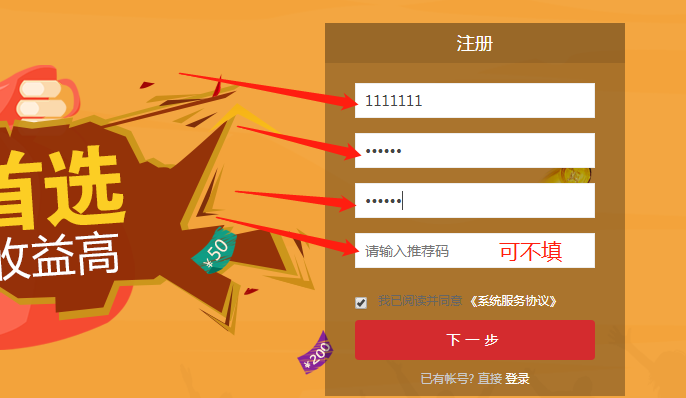 注册
1111111
••••••
••••••
请输入推荐码 可不填
我已阅读并同意《系统服务协议》
下一步
已有帐号? 直接 登录
首选
收益高
¥50
¥200